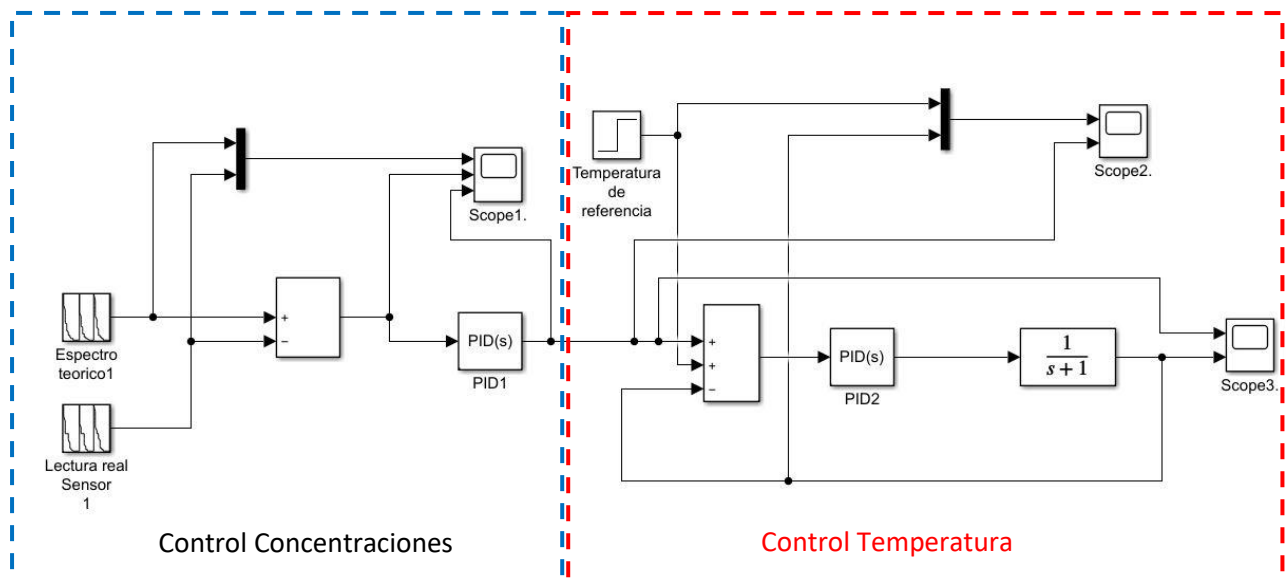 Temperatura
de
referencia
Scope2.
Scope1.
+
−
PID(s)
PID1
Espectro
teorico1
Lectura real
Sensor
1
+
+
−
PID(s)
PID2
1
s + 1
Scope3.
Control Concentraciones
Control Temperatura